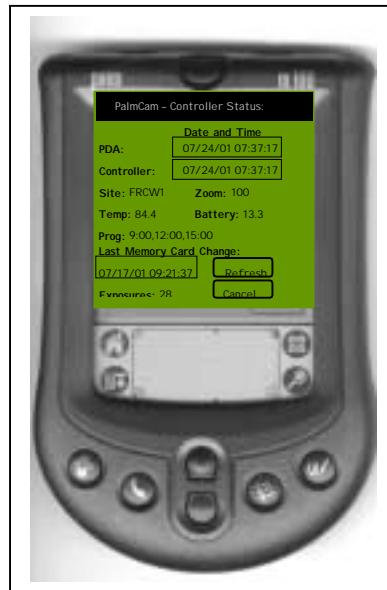 PalmCam – Controller Status:
Date and Time
PDA: 07/24/01 07:37:17
Controller: 07/24/01 07:37:17
Site: FRCW1 Zoom: 100
Temp: 84.4 Battery: 13.3
Prog: 9:00,12:00,15:00
Last Memory Card Change:
07/17/01 09:21:37 Refresh
Exposures: 28 Cancel